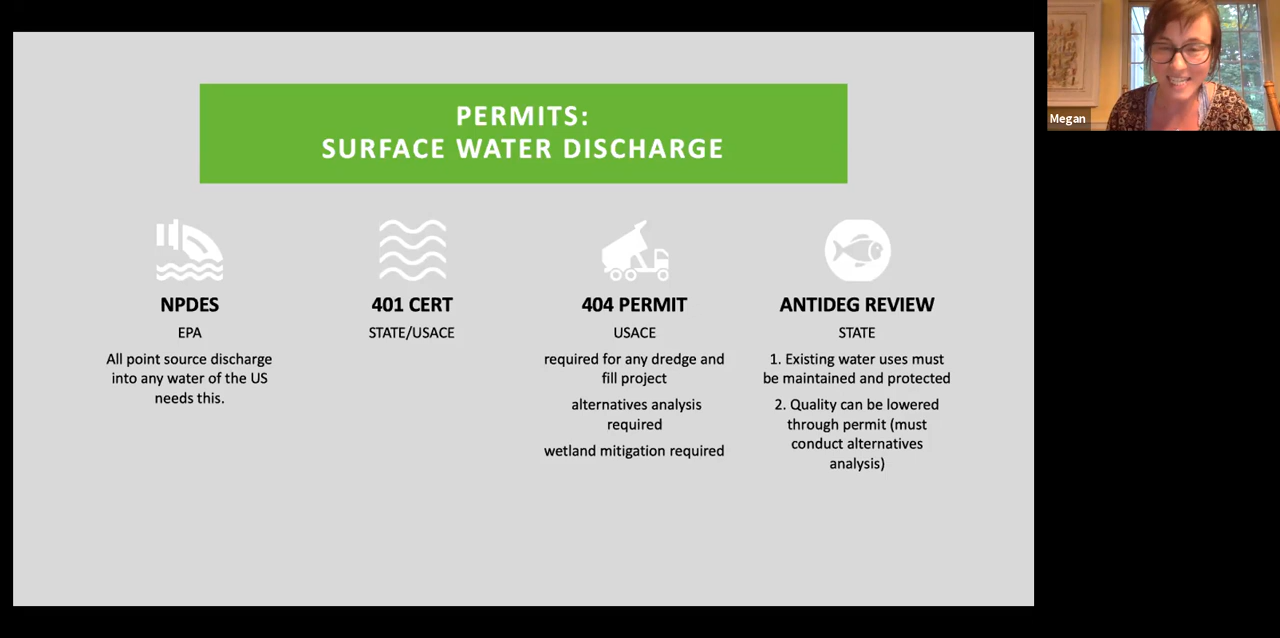 PERMITS:
SURFACE WATER DISCHARGE
NPDES
EPA
All point source discharge
into any water of the US
needs this.
401 CERT
STATE/USACE
404 PERMIT
USACE
required for any dredge and
fill project
alternatives analysis
required
wetland mitigation required
ANTIDEG REVIEW
STATE
1. Existing water uses must
be maintained and protected
2. Quality can be lowered
through permit (must
conduct alternatives
analysis)
Megan